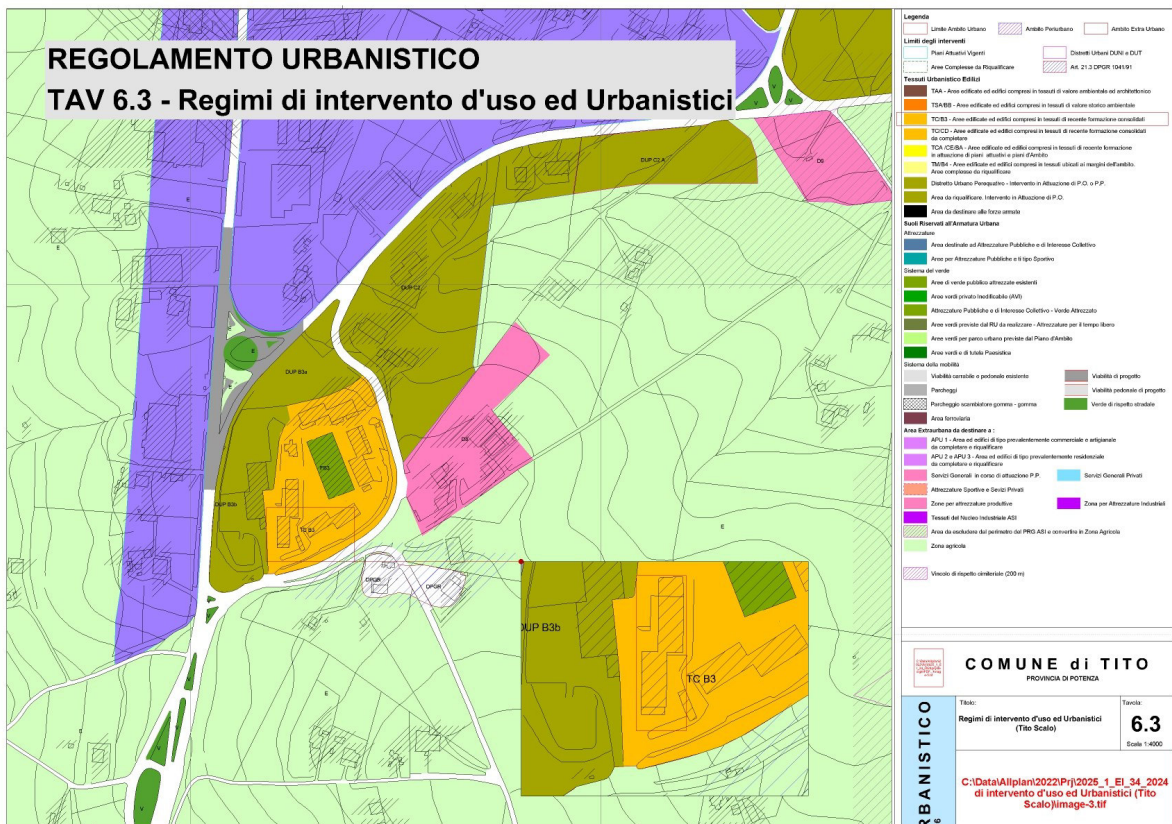 REGOLAMENTO URBANISTICO
TAV 6.3 - Regimi di intervento d'uso ed Urbanistici
E
E
DUP C2 A
D9
DUP C2
E
E
E
DUP B3a
D8
DUP B3b
TC B3
E
DPGR
DPGR
E
V
V
V
DUP B3b
TC B3
Legenda
Limite Ambito Urbano
Ambito Periurbano
Ambito Extra Urbano
Limiti degli interventi
Piani Attuativi Vigenti
Distretti Urbani DUNI e DUT
Aree Complesse da Riqualificare
Art. 21.3 DPGR 1041/91
Tessuti Urbanistico Edilizi
TAA - Area edificate ed edifici compresi in tessuti di valore ambientale ed architettonico
TSA/BB - Aree edificate ed edifici compresi in tessuti di valore storico ambientale
TC/B3 - Aree edificate ed edifici compresi in tessuti di recente formazione consolidati
TC/CD - Aree edificate ed edifici compresi in tessuti di recente formazione consolidati
da completare
TCA /CE/BA - Aree edificate ed edifici compresi in tessuti di recente formazione
in attuazione di piani attuativi e piani d'Ambito
TM/B4 - Aree edificate ed edifici compresi in tessuti ubicati ai margini dell'ambito.
Aree complesse da riqualificare
Distretto Urbano Perequativo - Intervento in Attuazione di P.O. o P.P.
Area da riqualificare. Intervento in Attuazione di P.O.
Area da destinare alle forze armate
Suoli Riservati all'Armatura Urbana
Attrezzature
Area destinate ad Attrezzature Pubbliche e di Interesse Collettivo
Aree per Attrezzature Pubbliche e ti tipo Sportivo
Sistema del verde
Aree di verde pubblico attrezzate esistenti
Area verdi privato Inedificabile (AVI)
Attrezzature Pubbliche e di Interesse Collettivo - Verde Attrezzato
Aree verdi previste dal RU da realizzare - Attrezzature per il tempo libero
Aree verdi per parco urbano previste dal Piano d'Ambito
Aree verdi e di tutela Paesistica
Sistema della mobilità
Viabilità carrabile o pedonale esistente
Viabilità di progetto
Parcheggi
Viabilità pedonale di progetto
Parcheggio scambiatore gomma - gomma
Verde di rispetto stradale
Area ferroviaria
Area Extraurbana da destinare a :
APU 1 - Area ed edifici di tipo prevalentemente commerciale e artigianale
da completare e riqualificare
APU 2 e APU 3 - Area ed edifici di tipo prevalentemente residenziale
da completare e riqualificare
Servizi Generali in corso di attuazione P.P.
Servizi Generali Privati
Attrezzature Sportive e Sevizi Privati
Zone per attrezzature produttive
Zona per Attrezzature Industriali
Tessuti del Nucleo Industriale ASI
Area da escludere dal perimetro del PRG ASI e convertire in Zona Agricola
Zona agricola
Vincolo di rispetto cimiteriale (200 m)
COMUNE di TITO
PROVINCIA DI POTENZA
RBANISTICO
Titolo:
Regimi di intervento d'uso ed Urbanistici
(Tito Scalo)
Tavola:
6.3
Scala 1:4000
C:\Data\Allplan\2022\Prj\2025_1_EI_34_2024
di intervento d'uso ed Urbanistici (Tito
Scalo)\image-3.tif